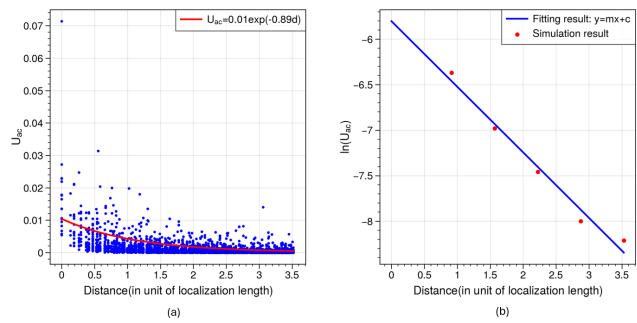 U_ac=0.01exp(-0.89d)
0.07
0.06
0.05
0.04
0.03
0.02
0.01
0
U_ac
0 0.5 1 1.5 2 2.5 3 3.5
Distance(in unit of localization length)
(a)
Fitting result: y=mx+c
Simulation result
−6
−6.5
−7
−7.5
−8
ln(U_ac)
0 0.5 1 1.5 2 2.5 3 3.5
Distance(in unit of localization length)
(b)